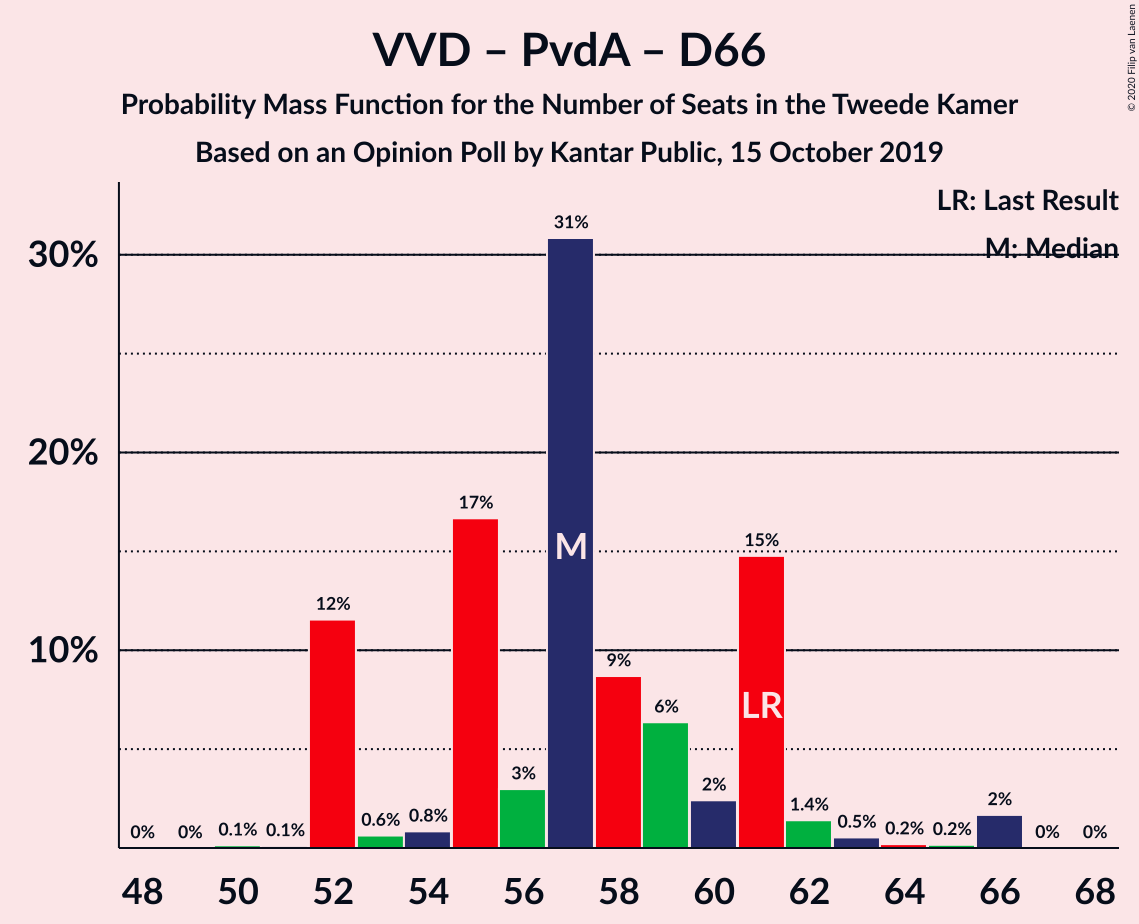 VVD – PvdA – D66
Probability Mass Function for the Number of Seats in the Tweede Kamer
Based on an Opinion Poll by Kantar Public, 15 October 2019
© 2020 Filip van Laenen
LR: Last Result
M: Median
30%
20%
10%
0%
0%
0.1%
0.1%
12%
0.6%
0.8%
17%
3%
31%
9%
6%
2%
15%
1.4%
0.5%
0.2%
0.2%
2%
0%
0%
M
LR
48 50 52 54 56 58 60 62 64 66 68